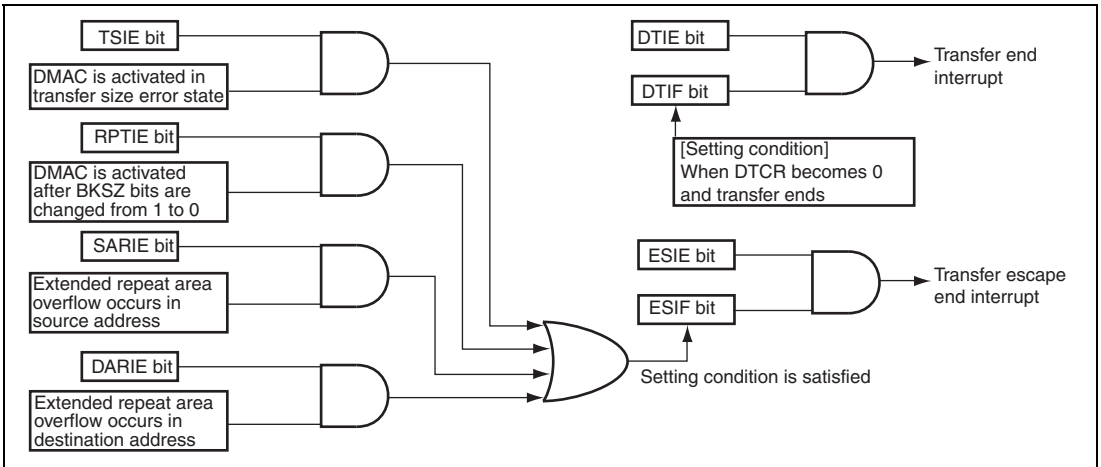 TSIE bit
DMAC is activated in
transfer size error state
RPTIE bit
DMAC is activated
after BKSZ bits are
changed from 1 to 0
SARIE bit
Extended repeat area
overflow occurs in
source address
DARIE bit
Extended repeat area
overflow occurs in
destination address
DTIE bit
DTIF bit
Transfer end
interrupt
[Setting condition]
When DTCR becomes 0
and transfer ends
ESIE bit
ESIF bit
Transfer escape
end interrupt
Setting condition is satisfied